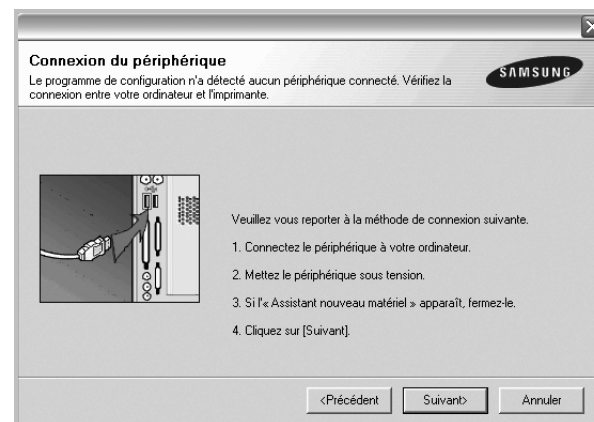 Connexion du périphérique
Le programme de configuration n'a détecté aucun périphérique connecté. Vérifiez la
connexion entre votre ordinateur et l'imprimante.
SAMSUNG
Veuillez vous reporter à la méthode de connexion suivante.
1. Connectez le périphérique à votre ordinateur.
2. Mettez le périphérique sous tension.
3. Si l'« Assistant nouveau matériel » apparaît, fermez-le.
4. Cliquez sur [Suivant].
<Précédent
Suivant>
Annuler